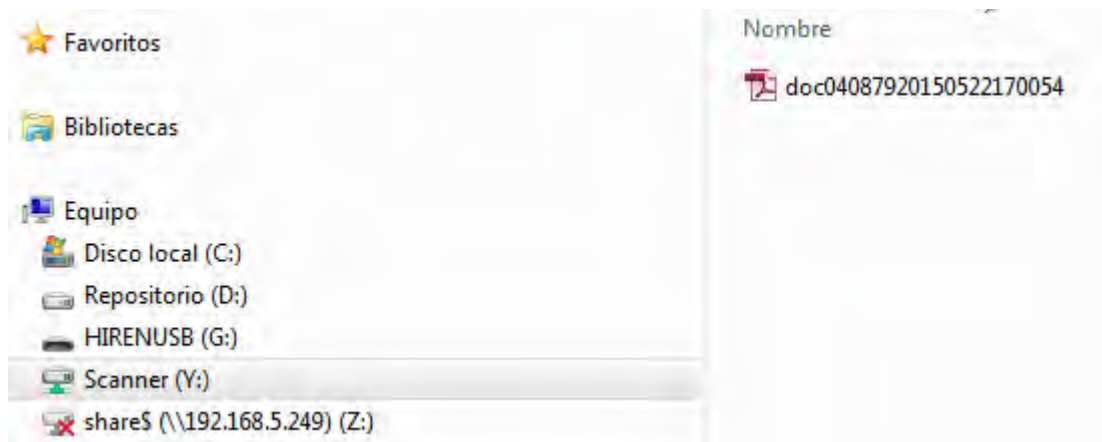 Favoritos
Bibliotecas
Equipo
Disco local (C:)
Repositorio (D:)
HIRENUSB (G:)
Scanner (Y:)
share$ (\\192.168.5.249) (Z:)
Nombre
doc04087920150522170054